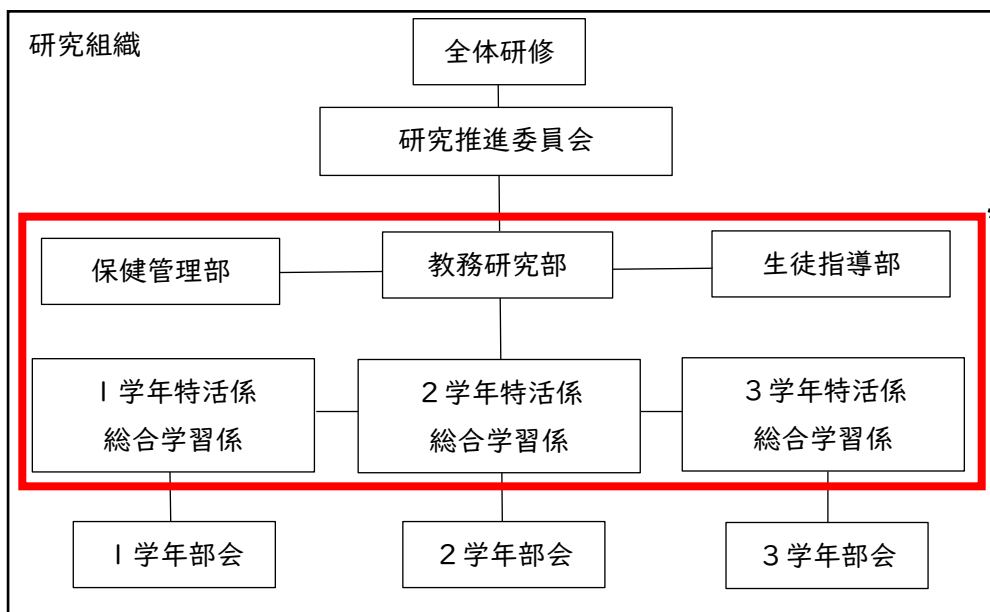 研究組織
全体研修
研究推進委員会
保健管理部
教務研究部
生徒指導部
1学年特活係
総合学習係
2学年特活係
総合学習係
3学年特活係
総合学習係
1学年部会
2学年部会
3学年部会